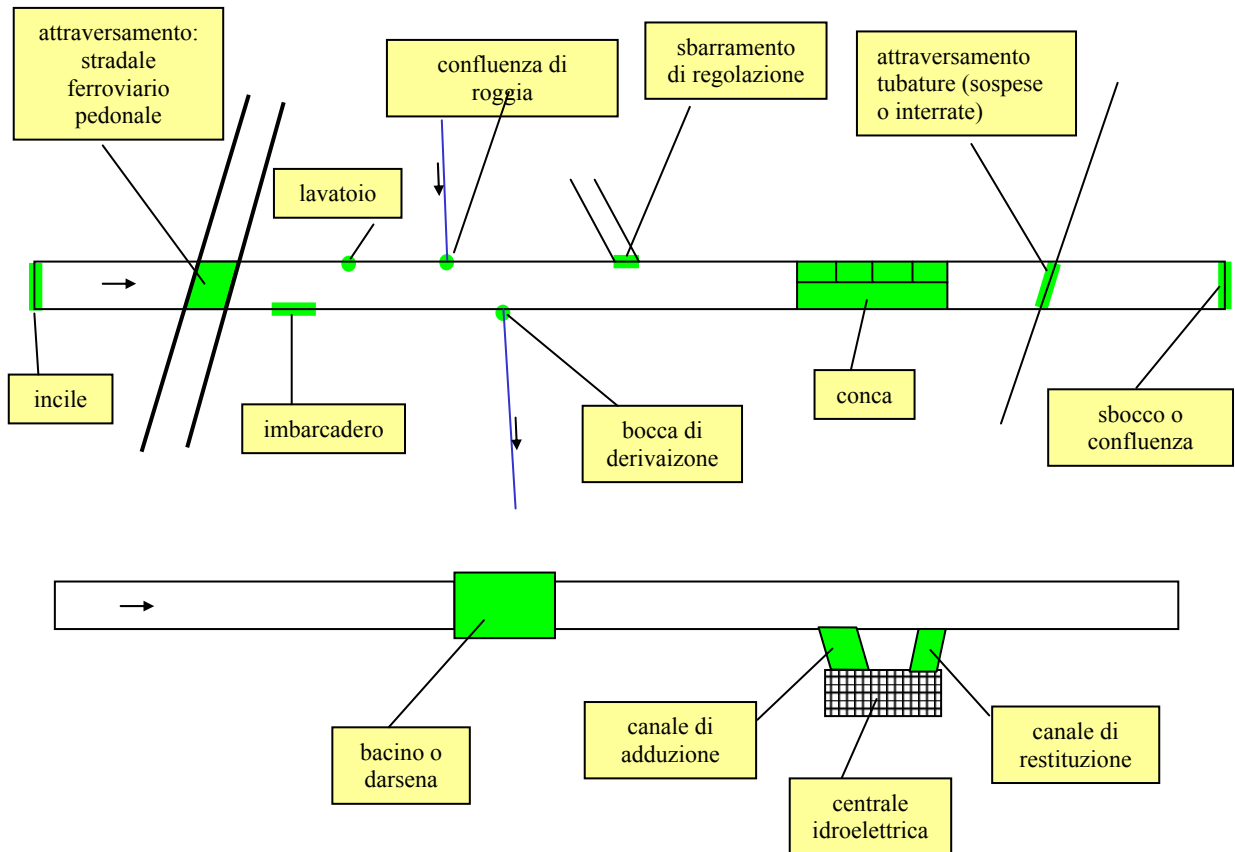 attraversamento:
stradale
ferroviario
pedonale
confluenza di
roggia
sbarramento
di regolazione
attraversamento
tubature (sospese
o interrate)
lavatoio
incile
imbarcadero
bocca di
derivaizone
conca
sbocco o
confluenza
bacino o
darsena
canale di
adduzione
centrale
idroelettrica
canale di
restituzione